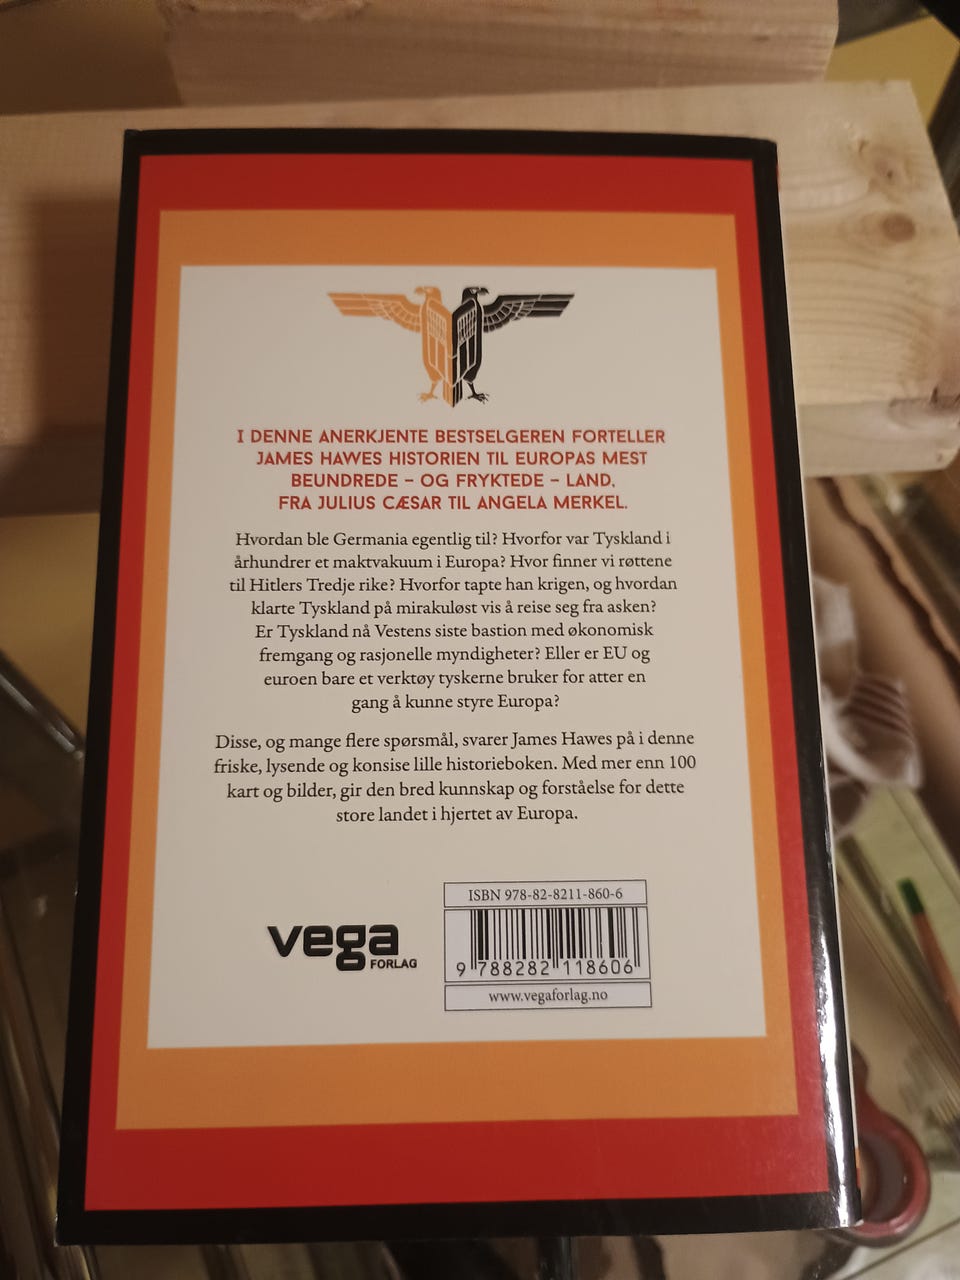 I DENNE ANERKJENTE BESTSELGEREN FORTELLER
JAMES HAWES HISTORIEN TIL EUROPAS MEST
BEUNDREDE – OG FRYKTEDE – LAND,
FRA JULIUS CÆSAR TIL ANGELA MERKEL.
Hvordan ble Germania egentlig til? Hvorfor var Tyskland i
århundrer et maktvakuum i Europa? Hvor finner vi røttene
til Hitlers Tredje rike? Hvorfor tapte han krigen, og hvordan
klarte Tyskland på mirakuløst vis å reise seg fra asken?
Er Tyskland nå Vestens siste bastion med økonomisk
fremgang og rasjonelle myndigheter? Eller er EU og
euroen bare et verktøy tyskerne bruker for atter en
gang å kunne styre Europa?
Disse, og mange flere spørsmål, svarer James Hawes på i denne
friske, lysende og konsise lille historieboken. Med mer enn 100
kart og bilder, gir den bred kunnskap og forståelse for dette
store landet i hjertet av Europa.
vega
FORLAG
ISBN 978-82-8211-860-6
9 788282 118606
www.vegaforlag.no